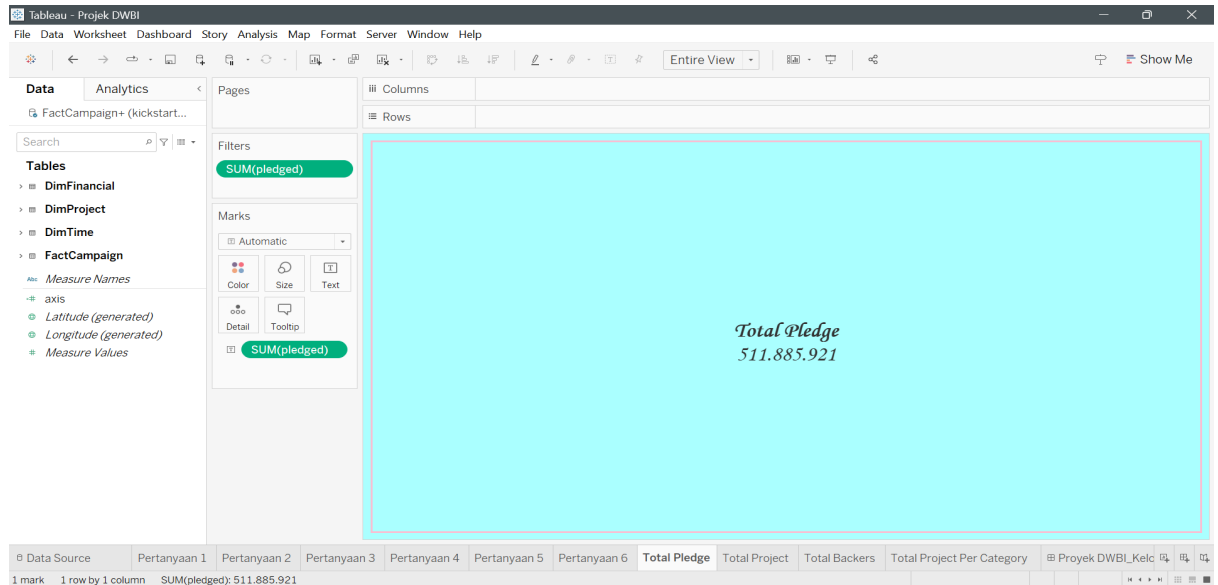 Tableau - Projek DWBI
File Data Worksheet Dashboard Story Analysis Map Format Server Window Help
Entire View
Show Me
Data Analytics
FactCampaign+ (kickstart...
Search
Tables
DimFinancial
DimProject
DimTime
FactCampaign
Abc Measure Names
# axis
Latitude (generated)
Longitude (generated)
# Measure Values
Pages
Filters
SUM(pledged)
Marks
Automatic
Color Size Text
Detail Tooltip
SUM(pledged)
Columns
Rows
Total Pledge
511.885.921
Data Source Pertanyaan 1 Pertanyaan 2 Pertanyaan 3 Pertanyaan 4 Pertanyaan 5 Pertanyaan 6 Total Pledge Total Project Total Backers Total Project Per Category Proyek DWBI_Kelc
1 mark 1 row by 1 column SUM(pledged): 511.885.921